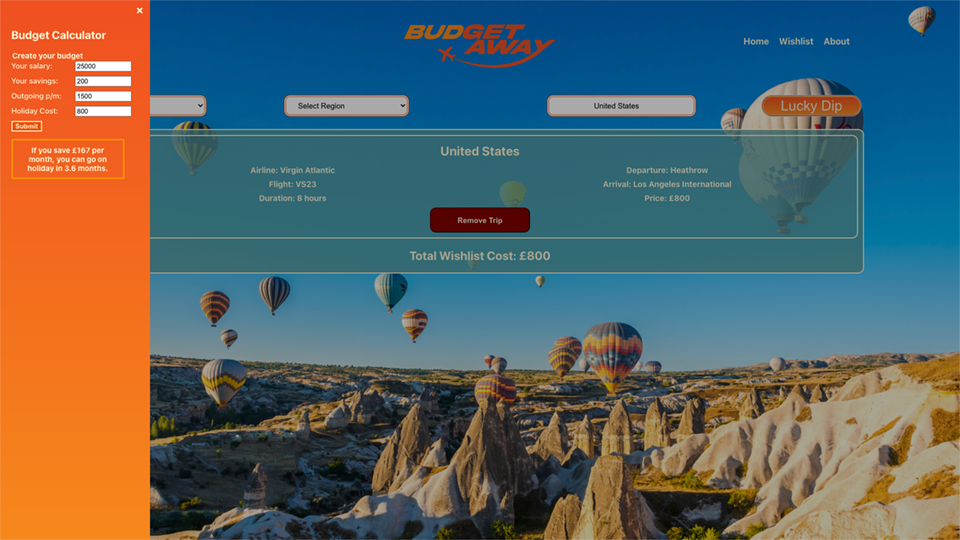 ×
Budget Calculator
Create your budget
Your salary: 25000
Your savings: 200
Outgoing p/m: 1500
Holiday Cost: 800
Submit
If you save £167 per
month, you can go on
holiday in 3.6 months.
BUDGET
AWAY
Home Wishlist About
Select Region
United States
Lucky Dip
United States
Airline: Virgin Atlantic
Flight: VS23
Duration: 8 hours
Departure: Heathrow
Arrival: Los Angeles International
Price: £800
Remove Trip
Total Wishlist Cost: £800